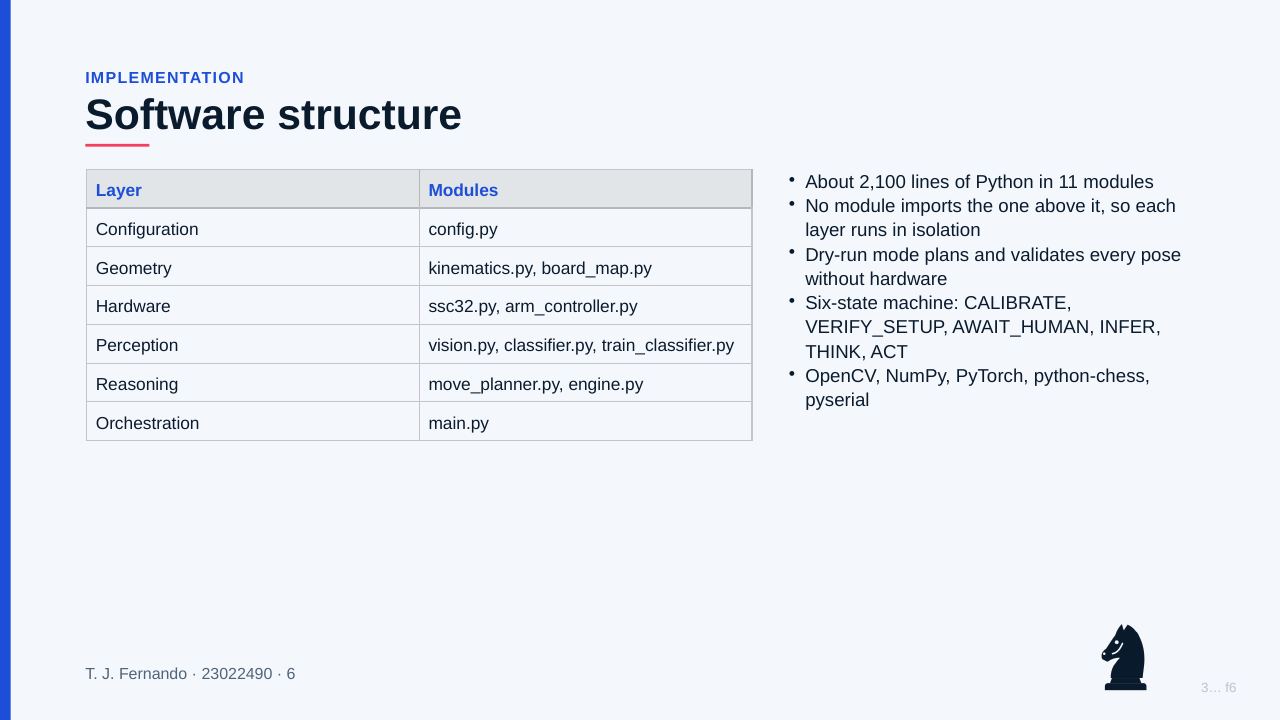 IMPLEMENTATION
Software structure
Layer Modules
Configuration config.py
Geometry kinematics.py, board_map.py
Hardware ssc32.py, arm_controller.py
Perception vision.py, classifier.py, train_classifier.py
Reasoning move_planner.py, engine.py
Orchestration main.py
• About 2,100 lines of Python in 11 modules
• No module imports the one above it, so each
layer runs in isolation
• Dry-run mode plans and validates every pose
without hardware
• Six-state machine: CALIBRATE,
VERIFY_SETUP, AWAIT_HUMAN, INFER,
THINK, ACT
• OpenCV, NumPy, PyTorch, python-chess,
pyserial
T. J. Fernando · 23022490 · 6
3... f6